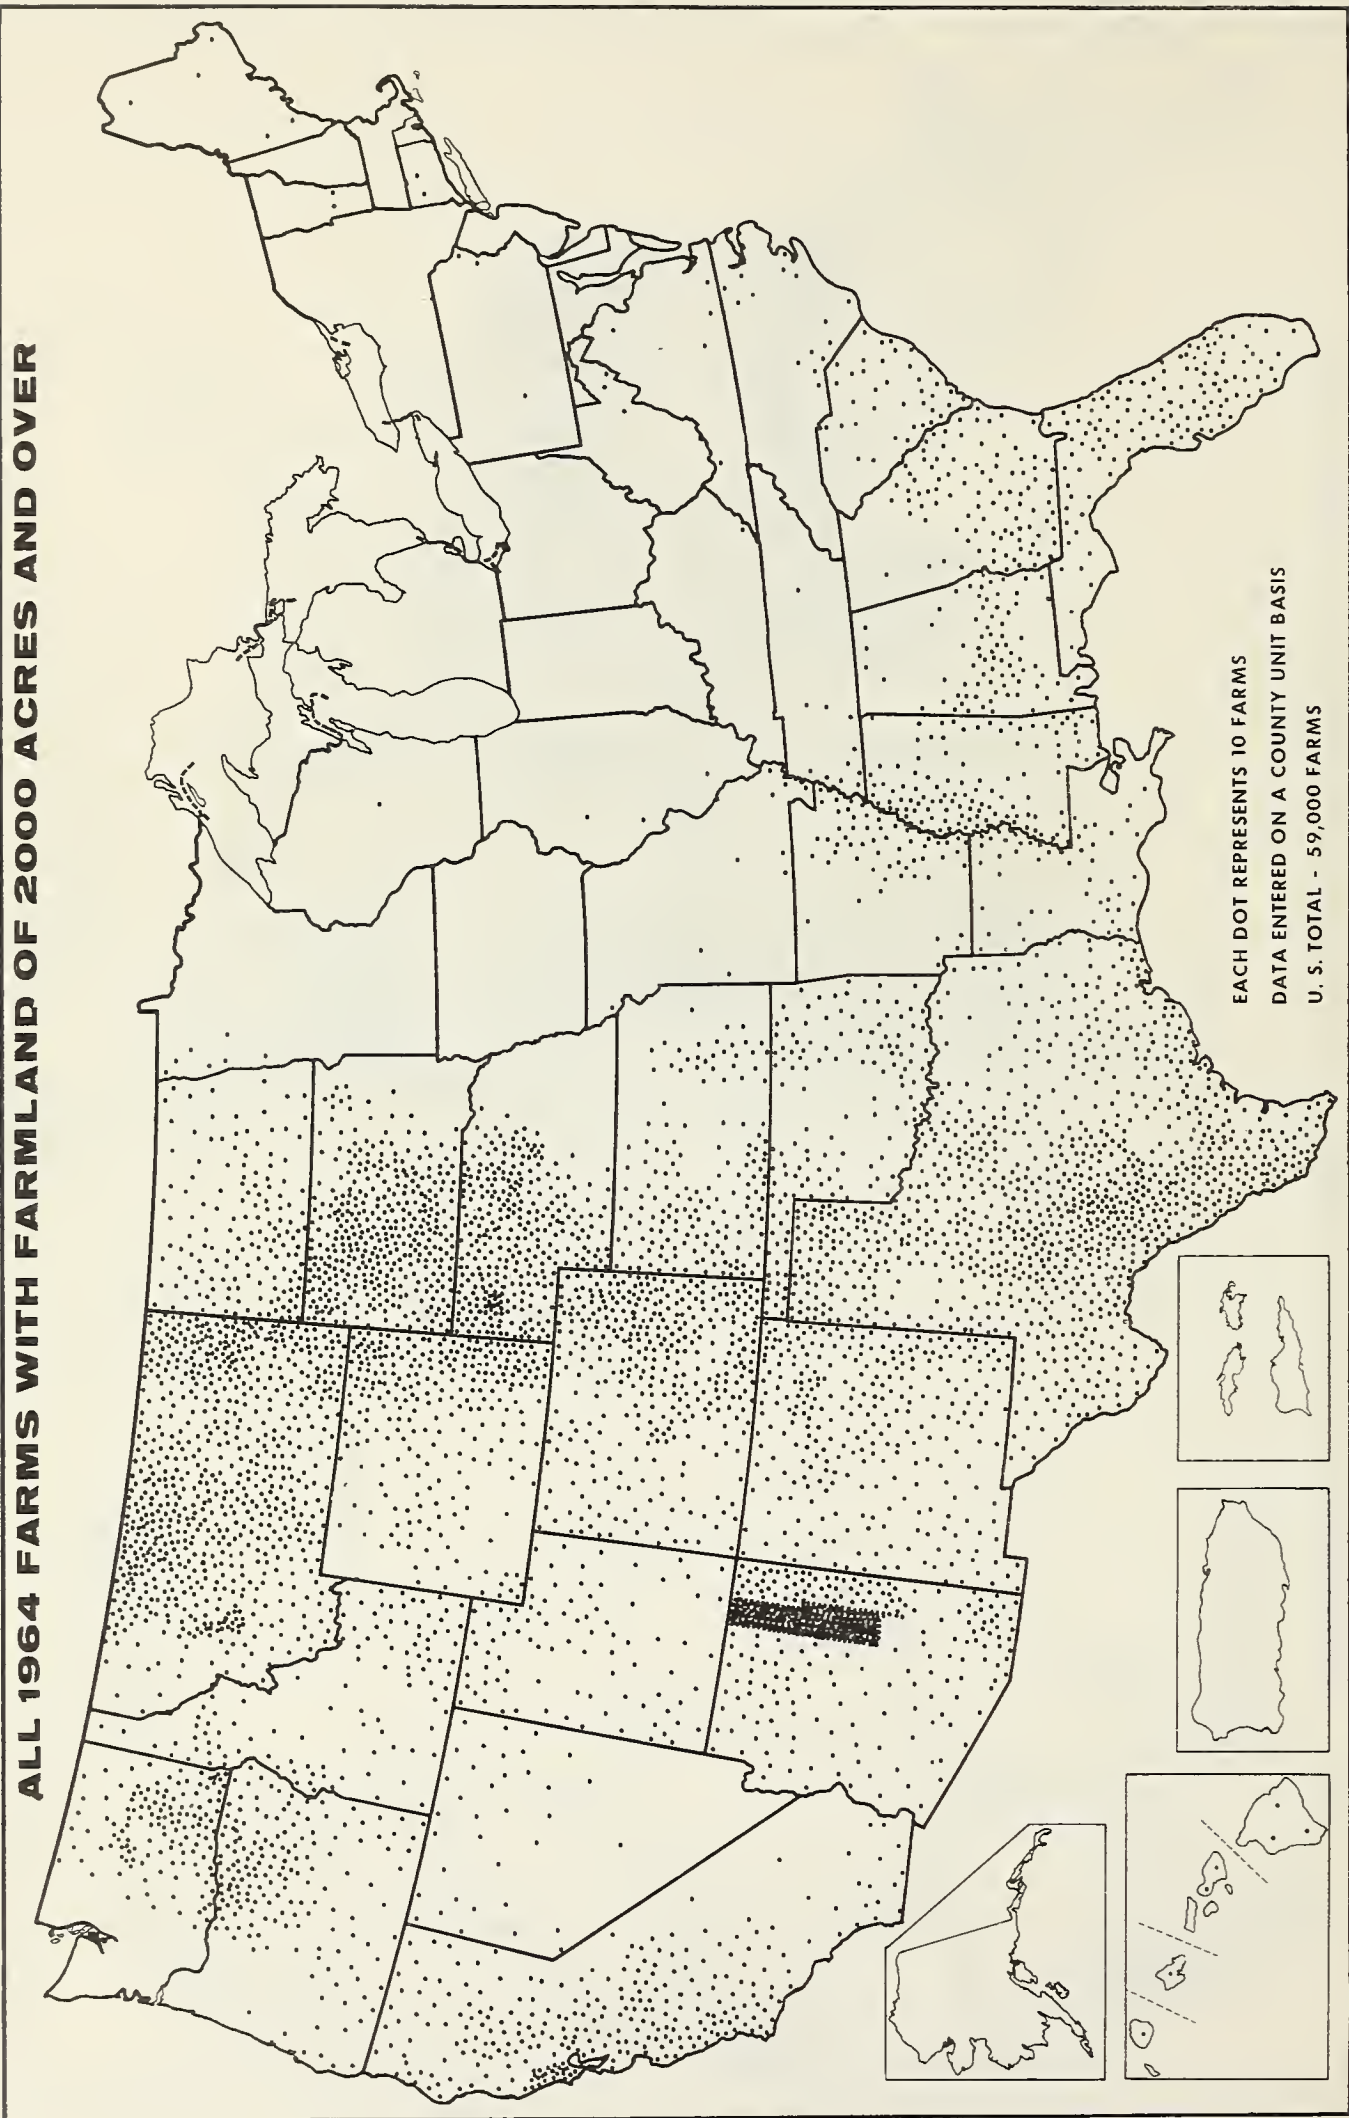 ALL 1964 FARMS WITH FARMLAND OF 2000 ACRES AND OVER
EACH DOT REPRESENTS 10 FARMS
DATA ENTERED ON A COUNTY UNIT BASIS
U. S. TOTAL - 59,000 FARMS